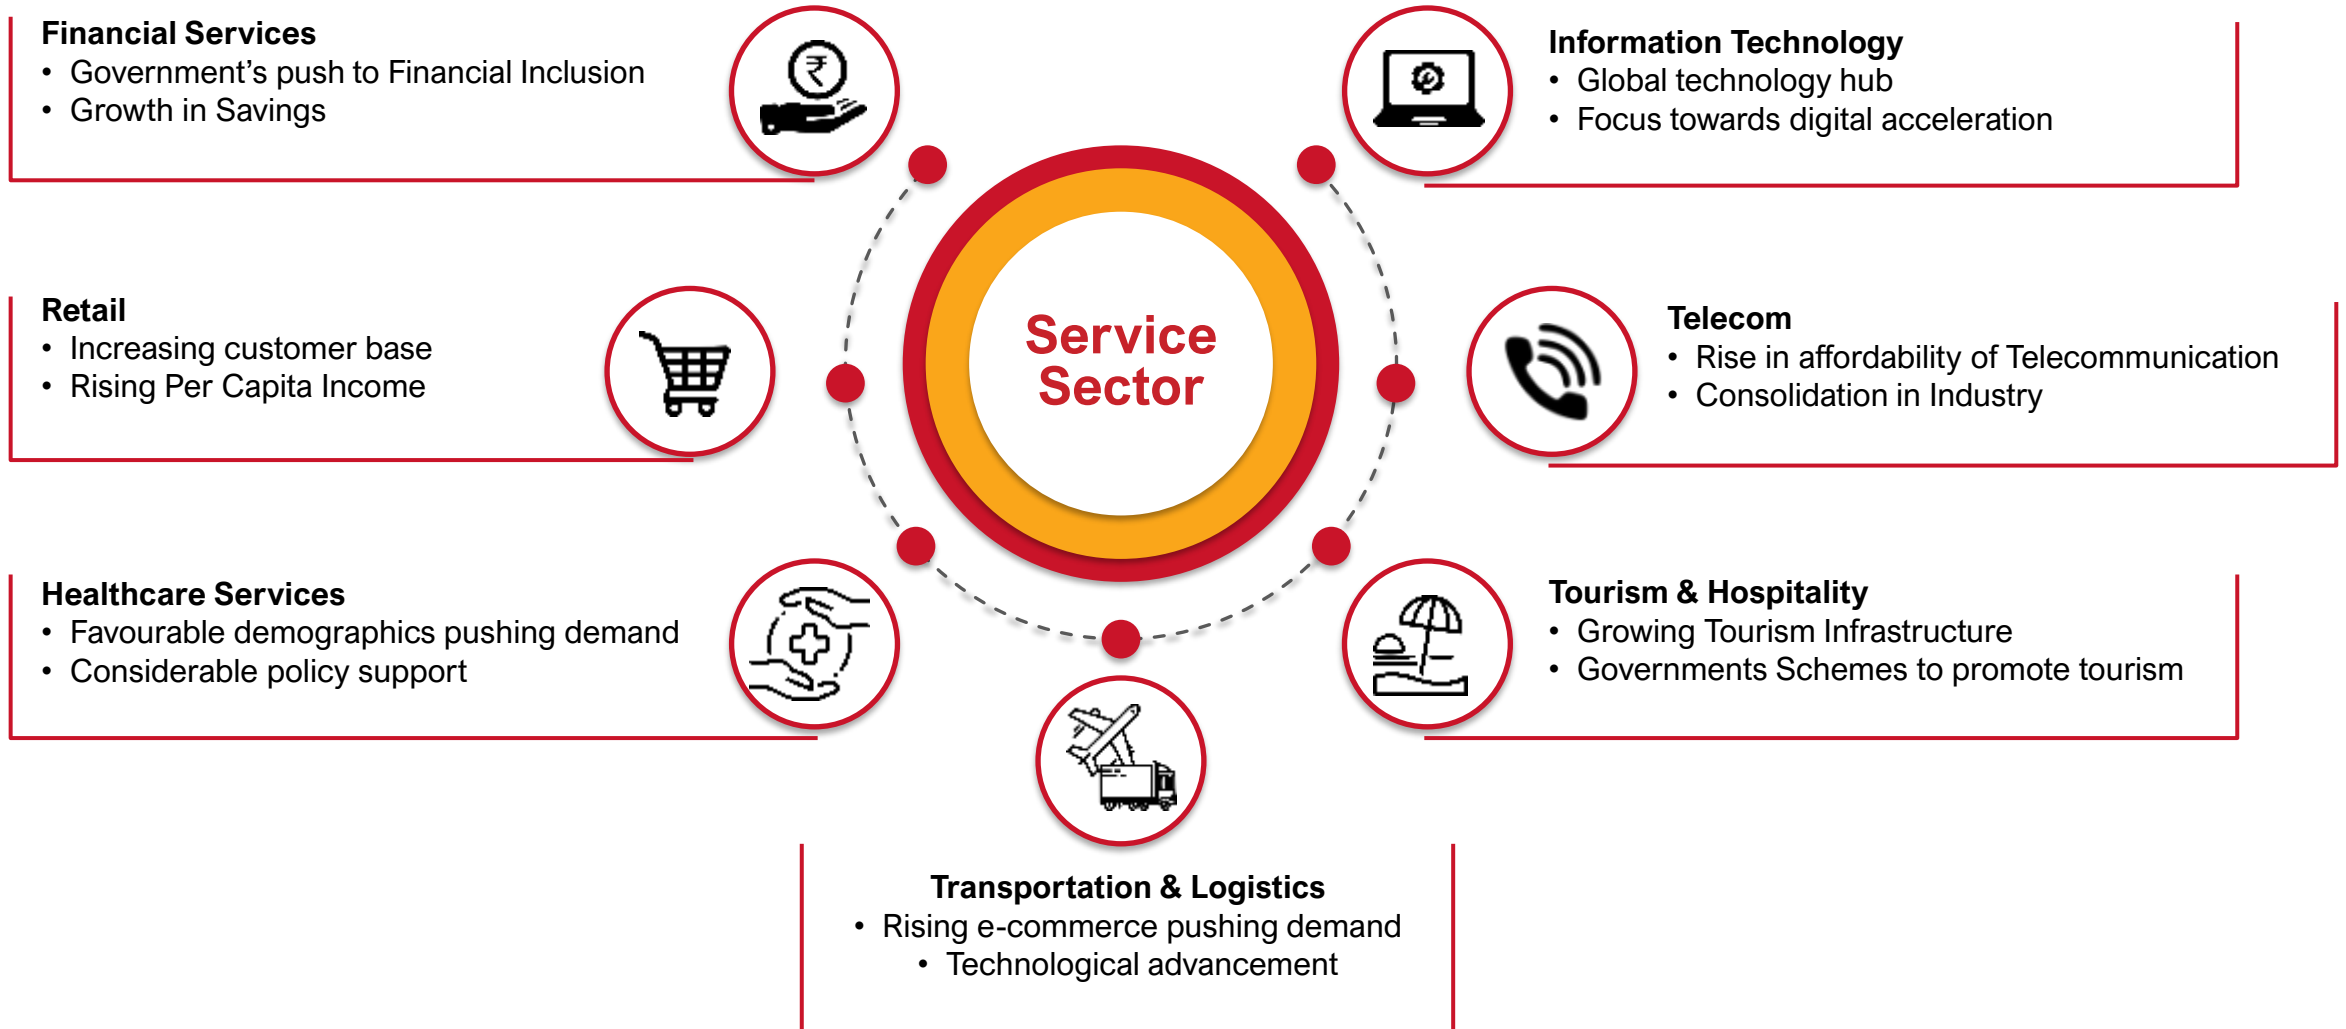 Financial Services
• Government’s push to Financial Inclusion
• Growth in Savings
Information Technology
• Global technology hub
• Focus towards digital acceleration
Retail
• Increasing customer base
• Rising Per Capita Income
Service
Sector
Telecom
• Rise in affordability of Telecommunication
• Consolidation in Industry
Healthcare Services
• Favourable demographics pushing demand
• Considerable policy support
Tourism & Hospitality
• Growing Tourism Infrastructure
• Governments Schemes to promote tourism
Transportation & Logistics
• Rising e-commerce pushing demand
• Technological advancement
₹